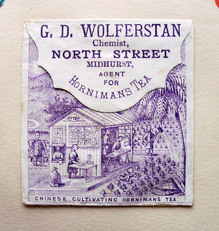 G. D. WOLFERSTAN
Chemist,
NORTH STREET
MIDHURST,
AGENT
FOR
HORNIMANS TEA
CHINESE CULTIVATING HORNIMANS TEA